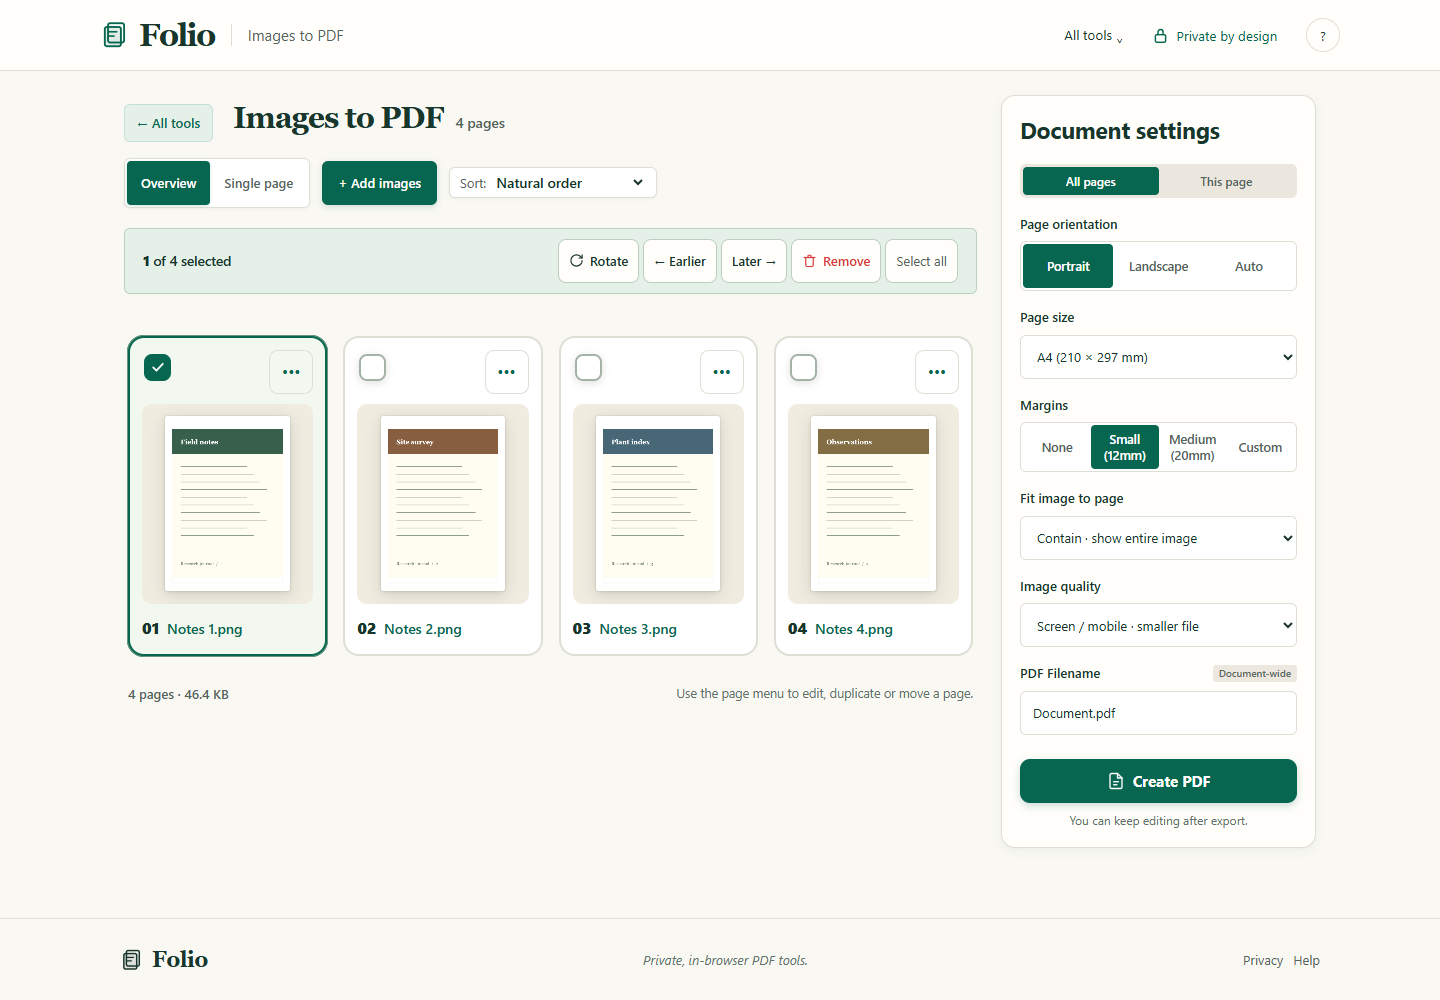 Folio
Images to PDF
All tools
Private by design
?
← All tools
Images to PDF
4 pages
Overview
Single page
+ Add images
Sort: Natural order
1 of 4 selected
Rotate
← Earlier
Later →
Remove
Select all
Field notes
Site survey
Plant index
Observations
01 Notes 1.png
02 Notes 2.png
03 Notes 3.png
04 Notes 4.png
4 pages · 46.4 KB
Use the page menu to edit, duplicate or move a page.
Document settings
All pages
This page
Page orientation
Portrait
Landscape
Auto
Page size
A4 (210 × 297 mm)
Margins
None
Small
(12mm)
Medium
(20mm)
Custom
Fit image to page
Contain · show entire image
Image quality
Screen / mobile · smaller file
PDF Filename
Document-wide
Document.pdf
Create PDF
You can keep editing after export.
Folio
Private, in-browser PDF tools.
Privacy
Help